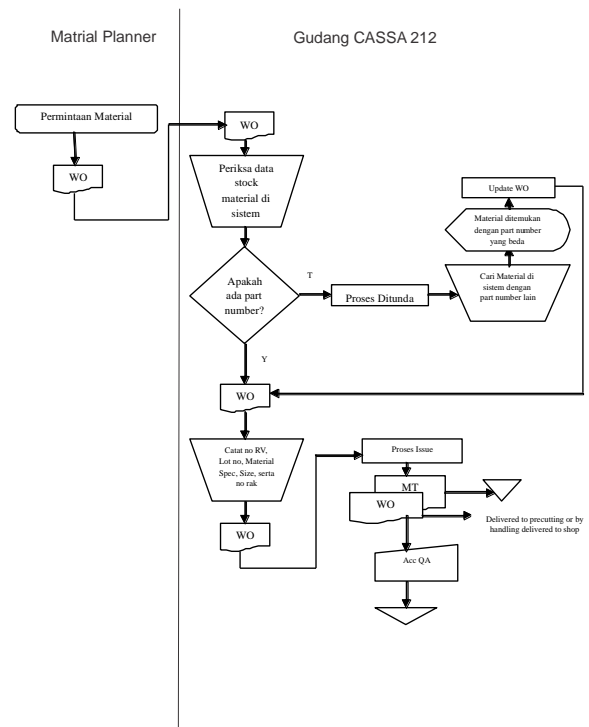 Matrial Planner
Gudang CASSA 212
Permintaan Material
WO
WO
Periksa data
stock
material di
sistem
Update WO
Material ditemukan
dengan part number
yang beda
Apakah
ada part
number?
T
Proses Ditunda
Cari Material di
sistem dengan
part number lain
Y
WO
Catat no RV,
Lot no, Material
Spec, Size, serta
no rak
Proses Issue
MT
WO
WO
Delivered to precutting or by
handling delivered to shop
Acc QA